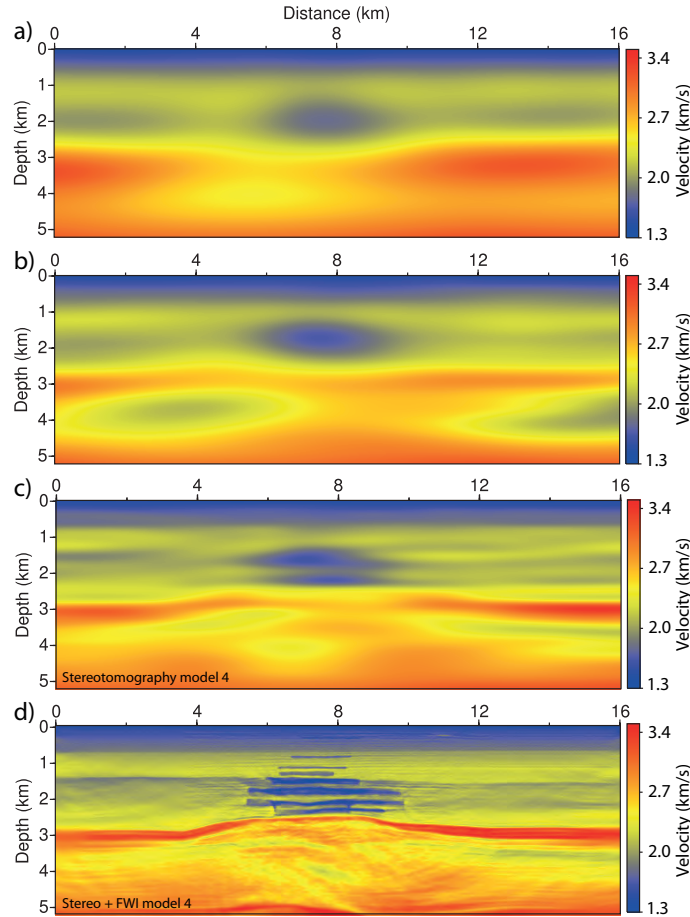 Distance (km)
a)
0 4 8 12 16
0
1
2
3
4
5
Depth (km)
3.4
2.7
2.0
1.3
Velocity (km/s)
b)
0 4 8 12 16
0
1
2
3
4
5
Depth (km)
3.4
2.7
2.0
1.3
Velocity (km/s)
c)
0 4 8 12 16
0
1
2
3
4
5
Depth (km)
Stereotomography model 4
3.4
2.7
2.0
1.3
Velocity (km/s)
d)
0 4 8 12 16
0
1
2
3
4
5
Depth (km)
Stereo + FWI model 4
3.4
2.7
2.0
1.3
Velocity (km/s)